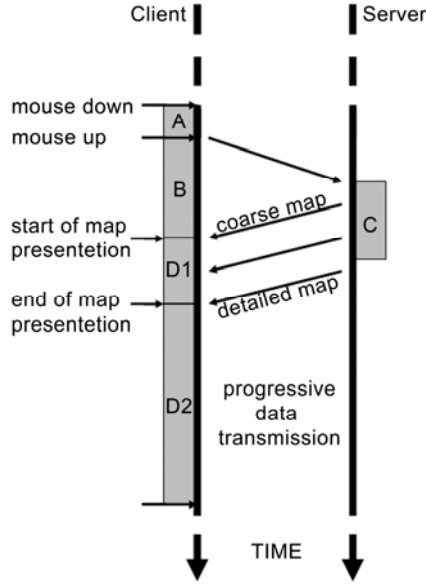 Client
Server
mouse down
A
mouse up
B
coarse map
C
start of map
presentetion
D1
detailed map
end of map
presentetion
D2
progressive
data
transmission
TIME